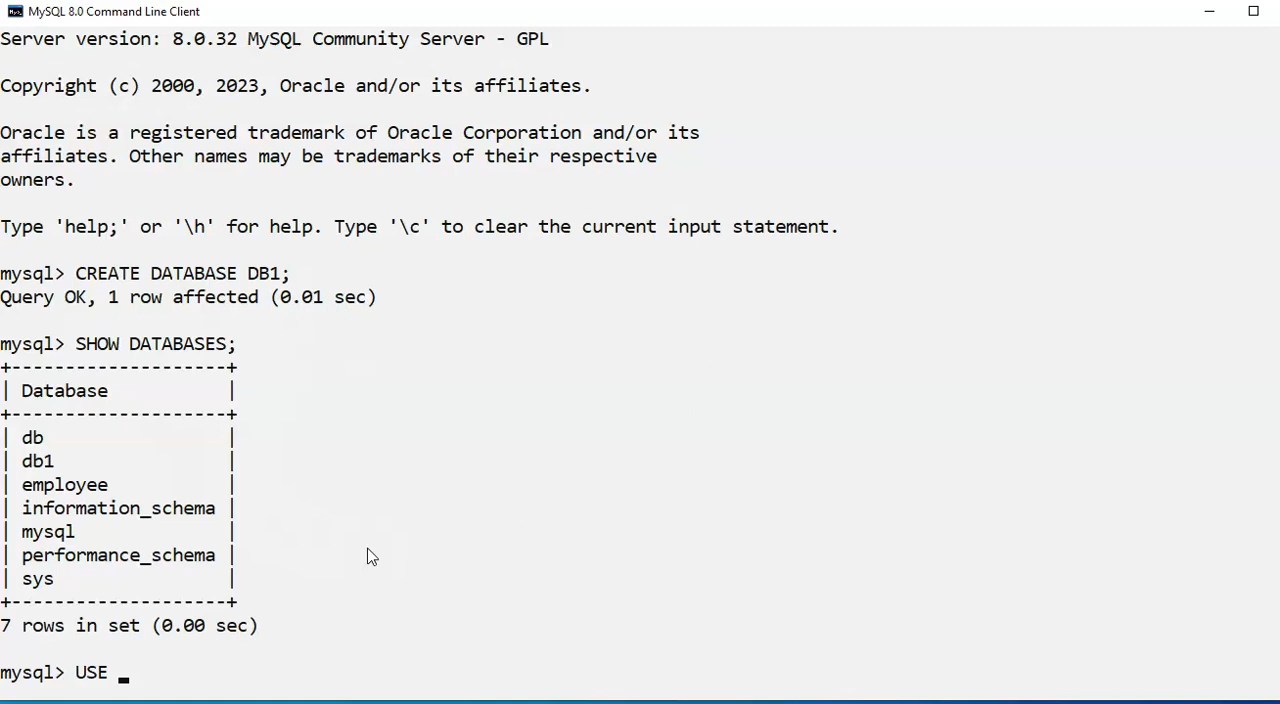 MySQL 8.0 Command Line Client
Server version: 8.0.32 MySQL Community Server - GPL
Copyright (c) 2000, 2023, Oracle and/or its affiliates.
Oracle is a registered trademark of Oracle Corporation and/or its
affiliates. Other names may be trademarks of their respective
owners.
Type 'help;' or '\h' for help. Type '\c' to clear the current input statement.
mysql> CREATE DATABASE DB1;
Query OK, 1 row affected (0.01 sec)
mysql> SHOW DATABASES;
+--------------------+
| Database           |
+--------------------+
| db                 |
| db1                |
| employee           |
| information_schema |
| mysql              |
| performance_schema |
| sys                |
+--------------------+
7 rows in set (0.00 sec)
mysql> USE _